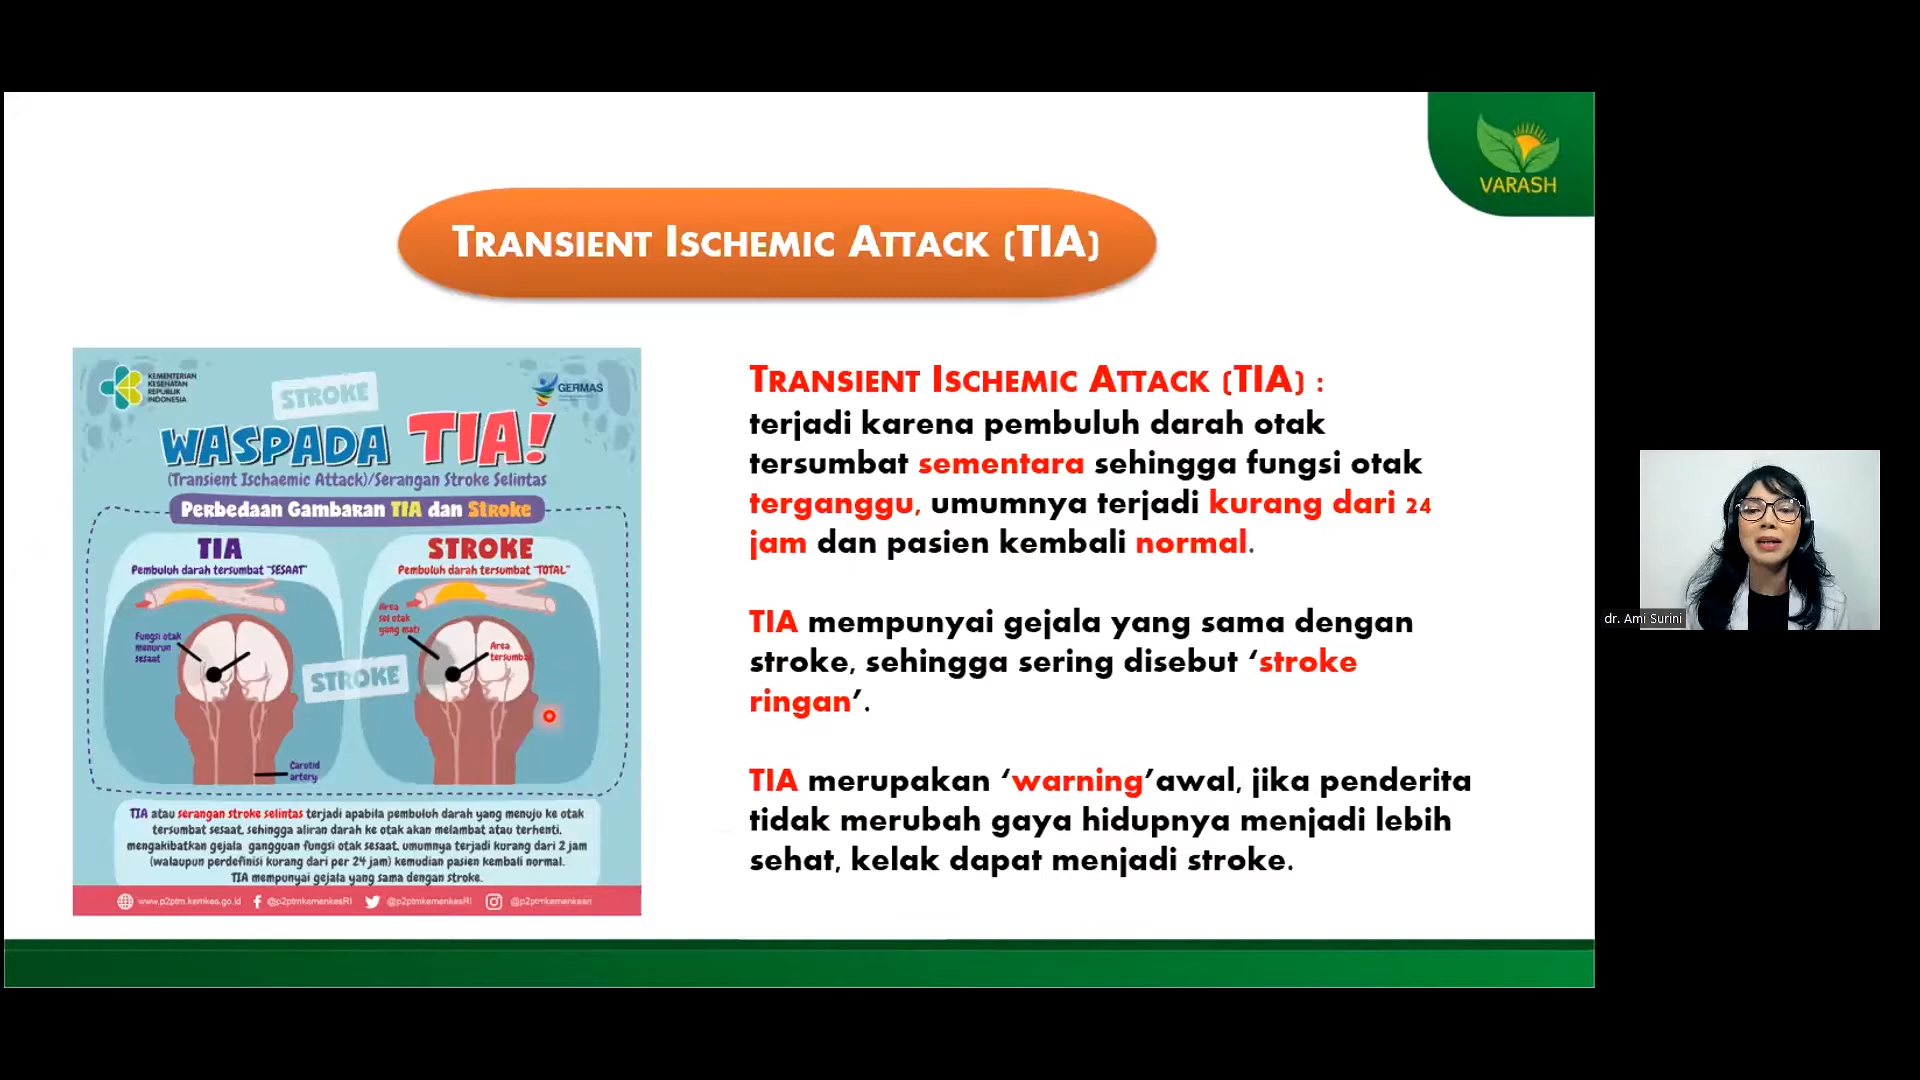 VARASH
TRANSIENT ISCHEMIC ATTACK (TIA)
KEMENTERIAN
KESEHATAN
REPUBLIK
INDONESIA
STROKE
GERMAS
WASPADA TIA!
(Transient Ischaemic Attack)/Serangan Stroke Selintas
Perbedaan Gambaran TIA dan Stroke
TIA
Pembuluh darah tersumbat "SESAAT"
Fungsi otak
menurun
sesaat
Carotid
artery
STROKE
STROKE
Pembuluh darah tersumbat "TOTAL"
Area
sel otak
yang mati
Area
tersumbat
TIA atau serangan stroke selintas terjadi apabila pembuluh darah yang menuju ke otak
tersumbat sesaat, sehingga aliran darah ke otak akan melambat atau terhenti,
mengakibatkan gejala gangguan fungsi otak sesaat, umumnya terjadi kurang dari 2 jam
(walaupun perdefinisi kurang dari per 24 jam) kemudian pasien kembali normal.
TIA mempunyai gejala yang sama dengan stroke.
www.p2ptm.kemkes.go.id @p2ptmkemenkesRI @p2ptmkemenkesRI @p2ptmkemenkesri
TRANSIENT ISCHEMIC ATTACK (TIA) :
terjadi karena pembuluh darah otak
tersumbat sementara sehingga fungsi otak
terganggu, umumnya terjadi kurang dari 24
jam dan pasien kembali normal.
TIA mempunyai gejala yang sama dengan
stroke, sehingga sering disebut ‘stroke
ringan’.
TIA merupakan ‘warning’awal, jika penderita
tidak merubah gaya hidupnya menjadi lebih
sehat, kelak dapat menjadi stroke.
dr. Ami Surini